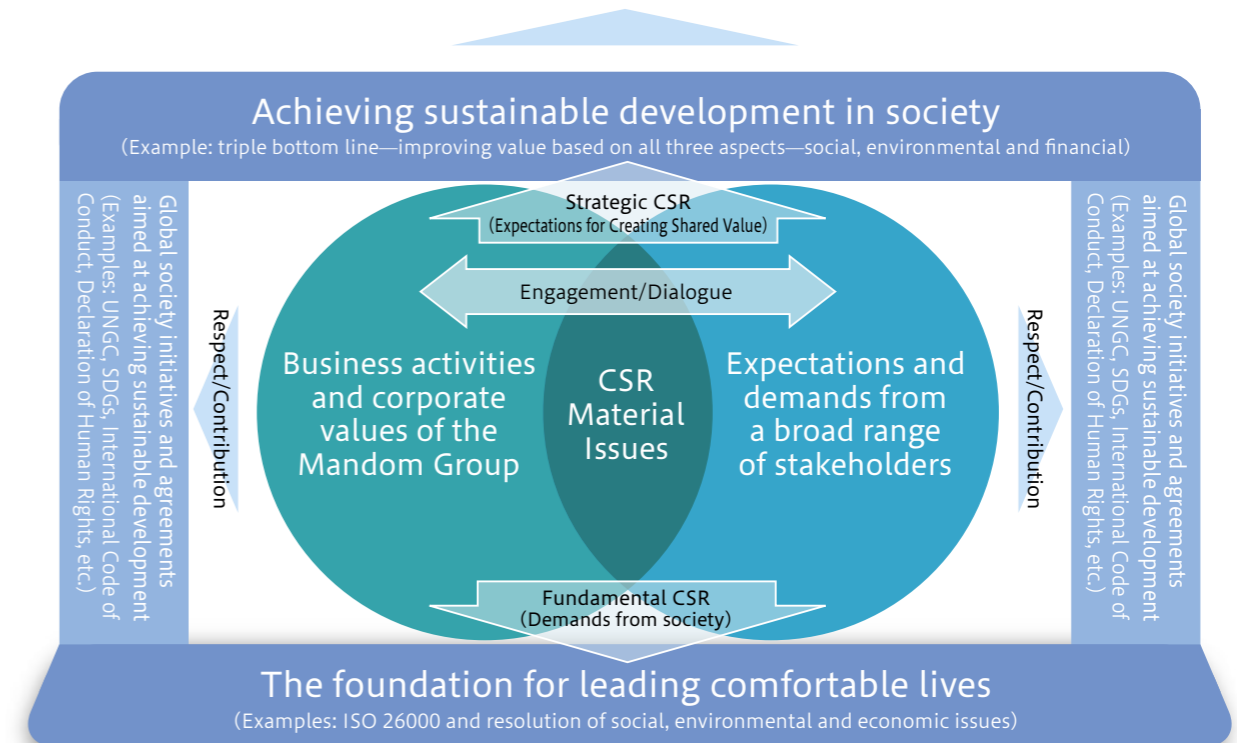 Achieving sustainable development in society
(Example: triple bottom line—improving value based on all three aspects—social, environmental and financial)
Global society initiatives and agreements
aimed at achieving sustainable development
(Examples: UNGC, SDGs, International Code of
Conduct, Declaration of Human Rights, etc.)
Respect/Contribution
Strategic CSR
(Expectations for Creating Shared Value)
Engagement/Dialogue
Business activities
and corporate
values of the
Mandom Group
CSR
Material
Issues
Expectations and
demands from
a broad range
of stakeholders
Fundamental CSR
(Demands from society)
Respect/Contribution
Global society initiatives and agreements
aimed at achieving sustainable development
(Examples: UNGC, SDGs, International Code of
Conduct, Declaration of Human Rights, etc.)
The foundation for leading comfortable lives
(Examples: ISO 26000 and resolution of social, environmental and economic issues)